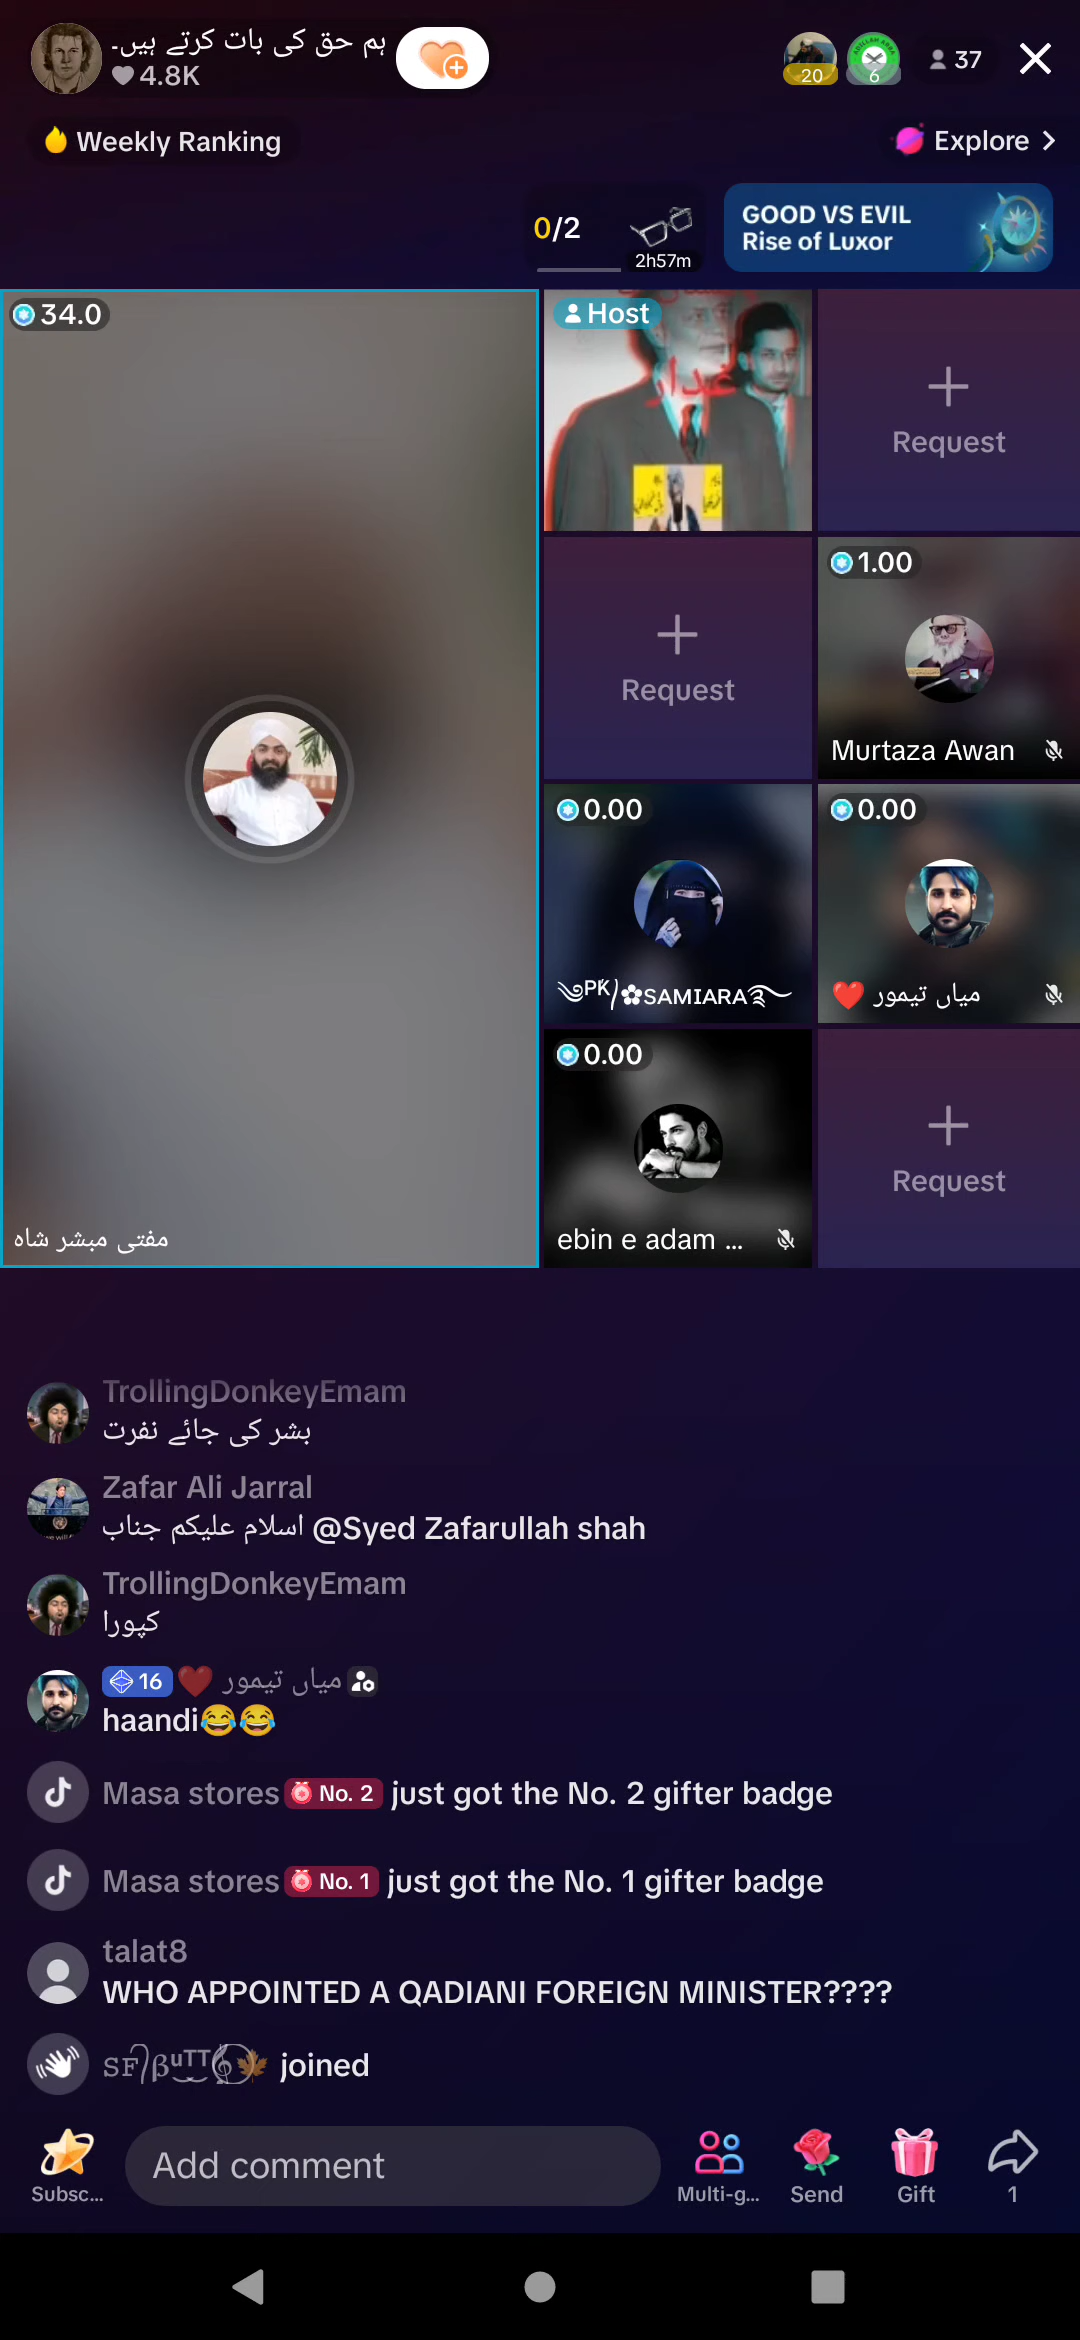 ہم حق کی بات کرتے ہیں۔
4.8K
20
6
37
Weekly Ranking
Explore
0/2
2h57m
GOOD VS EVIL
Rise of Luxor
34.0
Host
غدار
Request
Request
1.00
Murtaza Awan
0.00
PK SAMIARA
0.00
❤️ میاں تیمور
0.00
ebin e adam ...
Request
مفتی مبشر شاہ
TrollingDonkeyEmam
بشر کی جائے نفرت
Zafar Ali Jarral
اسلام علیکم جناب @Syed Zafarullah shah
TrollingDonkeyEmam
کپورا
16 ❤️ میاں تیمور
haandi😂😂
Masa stores No. 2 just got the No. 2 gifter badge
Masa stores No. 1 just got the No. 1 gifter badge
talat8
WHO APPOINTED A QADIANI FOREIGN MINISTER????
SF βuTT joined
Subsc...
Add comment
Multi-g...
Send
Gift
1